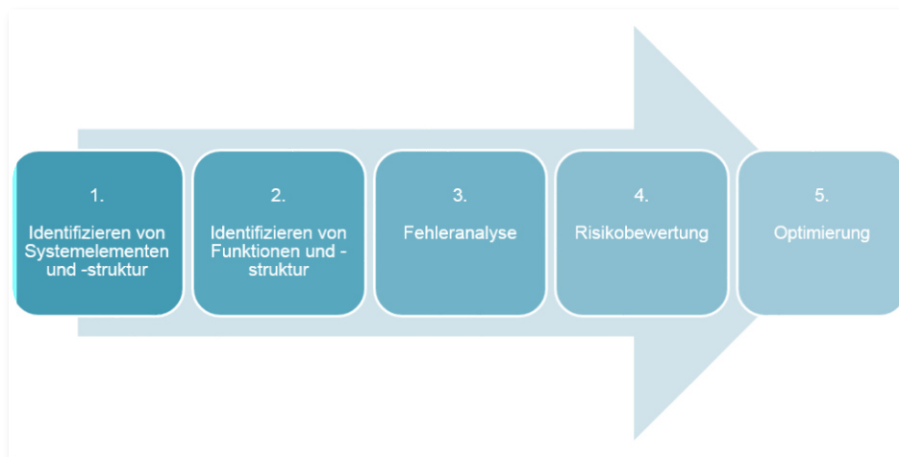 1.
Identifizieren von
Systemelementen
und -struktur
2.
Identifizieren von
Funktionen und -
struktur
3.
Fehleranalyse
4.
Risikobewertung
5.
Optimierung